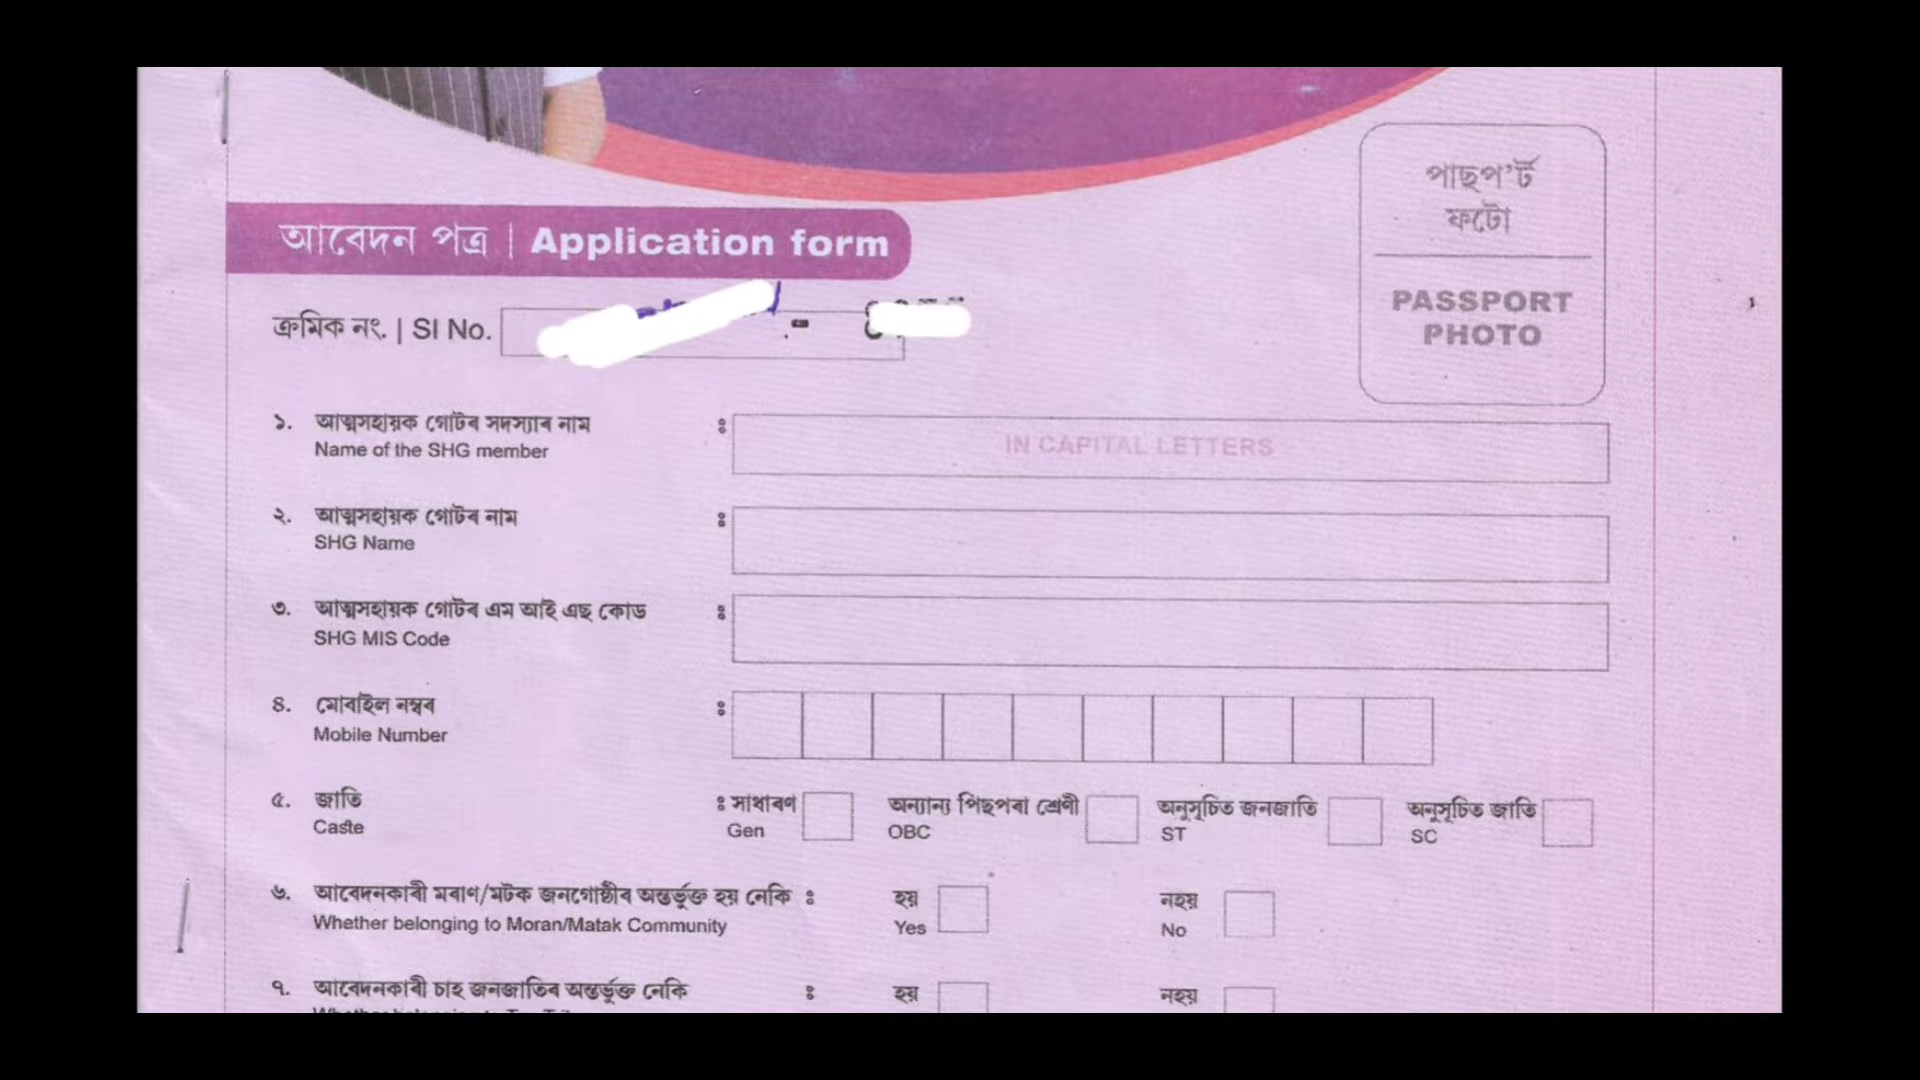 পাছপ'ৰ্ট
ফটো
PASSPORT
PHOTO
আবেদন পত্ৰ | Application form
ক্ৰমিক নং. | SI No.
১. আত্মসহায়ক গোটৰ সদস্যাৰ নাম :
Name of the SHG member
IN CAPITAL LETTERS
২. আত্মসহায়ক গোটৰ নাম :
SHG Name
৩. আত্মসহায়ক গোটৰ এম আই এছ কোড :
SHG MIS Code
৪. মোবাইল নম্বৰ :
Mobile Number
৫. জাতি : সাধাৰণ অন্যান্য পিছপৰা শ্ৰেণী অনুসূচিত জনজাতি অনুসূচিত জাতি
Caste Gen OBC ST SC
৬. আবেদনকাৰী মৰাণ/মটক জনগোষ্ঠীৰ অন্তৰ্ভুক্ত হয় নেকি : হয় নহয়
Whether belonging to Moran/Matak Community Yes No
৭. আবেদনকাৰী চাহ জনজাতিৰ অন্তৰ্ভুক্ত নেকি : হয় নহয়